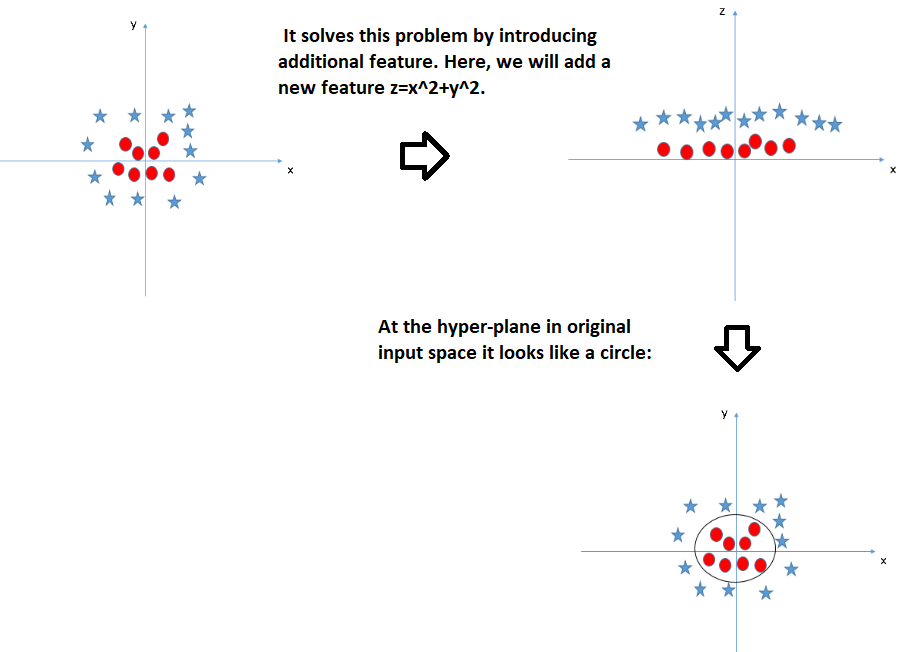 y
It solves this problem by introducing
additional feature. Here, we will add a
new feature z=x^2+y^2.
x
z
x
At the hyper-plane in original
input space it looks like a circle:
y
x